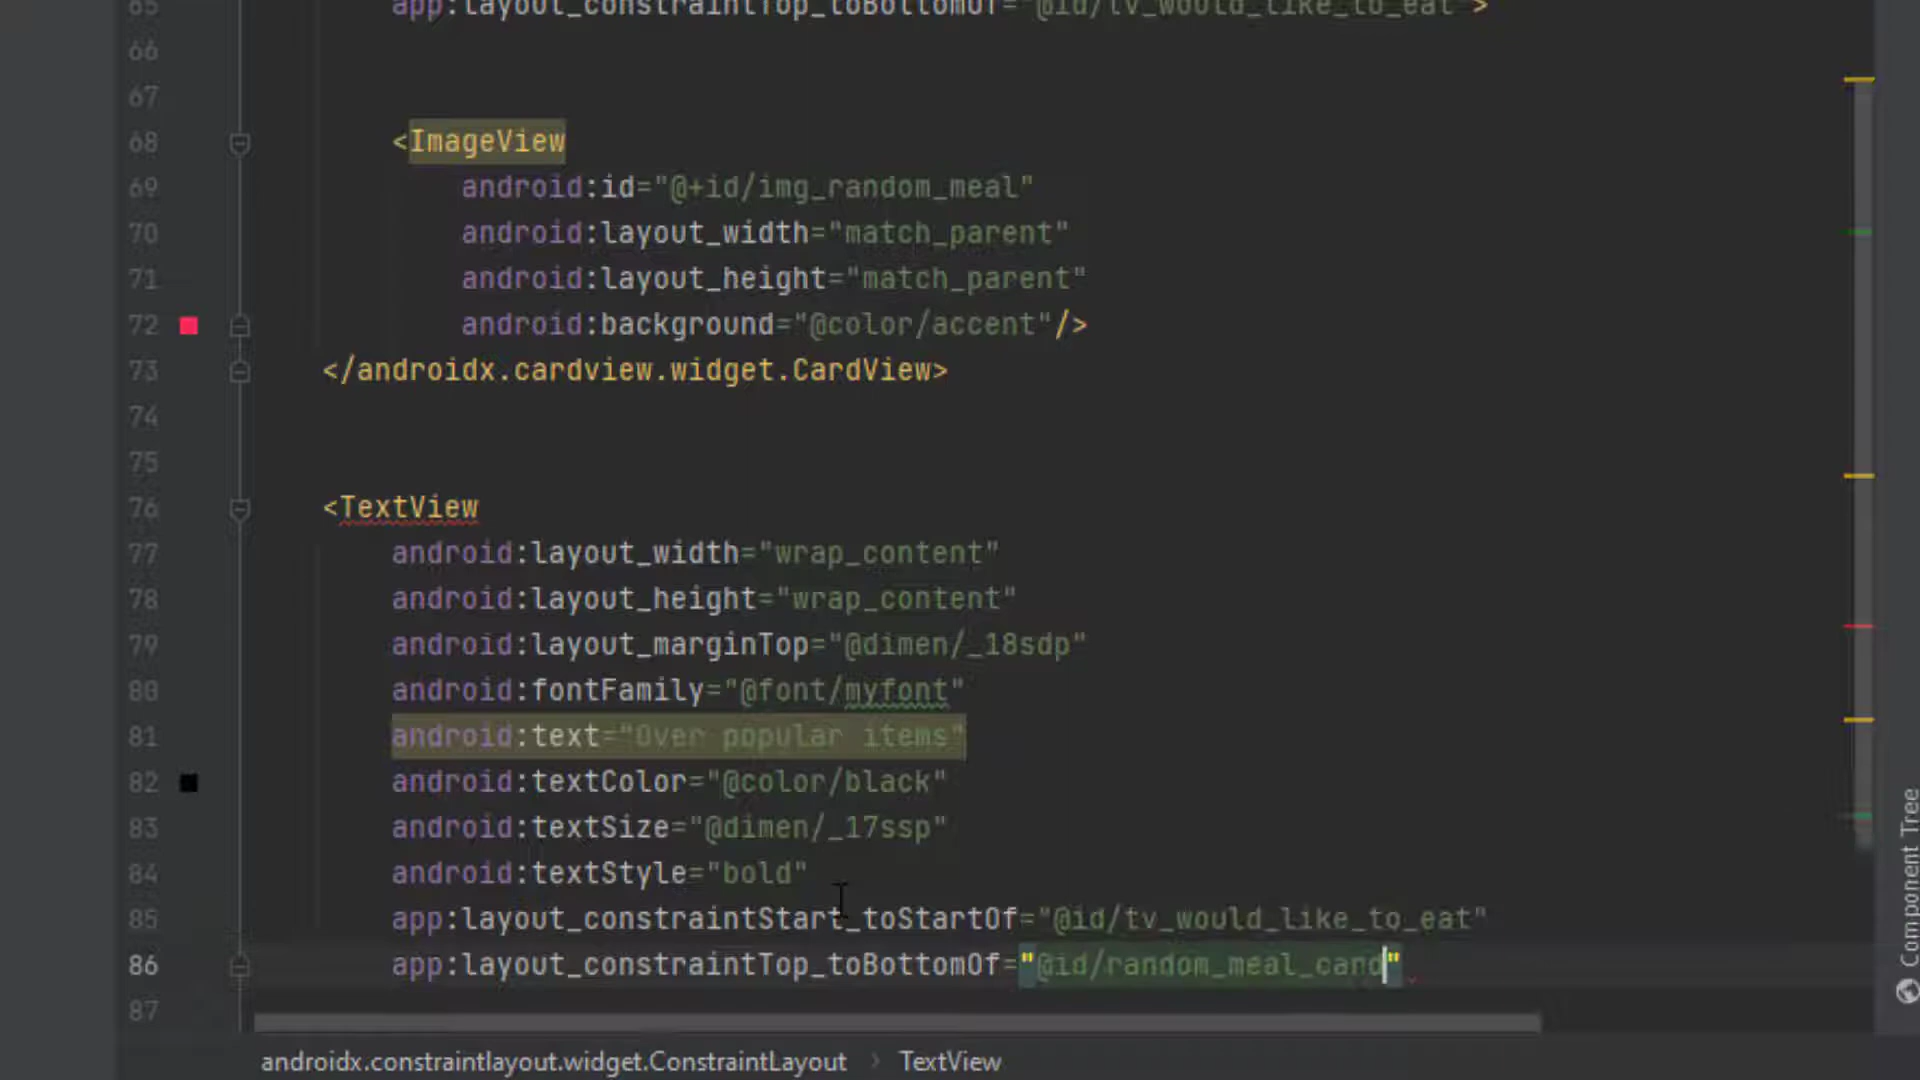 65 app:layout_constraintTop_toBottomOf="@id/tv_would_like_to_eat">
66
67
68 <ImageView
69 android:id="@+id/img_random_meal"
70 android:layout_width="match_parent"
71 android:layout_height="match_parent"
72 android:background="@color/accent"/>
73 </androidx.cardview.widget.CardView>
74
75
76 <TextView
77 android:layout_width="wrap_content"
78 android:layout_height="wrap_content"
79 android:layout_marginTop="@dimen/_18sdp"
80 android:fontFamily="@font/myfont"
81 android:text="Over popular items"
82 android:textColor="@color/black"
83 android:textSize="@dimen/_17ssp"
84 android:textStyle="bold"
85 app:layout_constraintStart_toStartOf="@id/tv_would_like_to_eat"
86 app:layout_constraintTop_toBottomOf="@id/random_meal_card"
87
androidx.constraintlayout.widget.ConstraintLayout › TextView
Component Tree